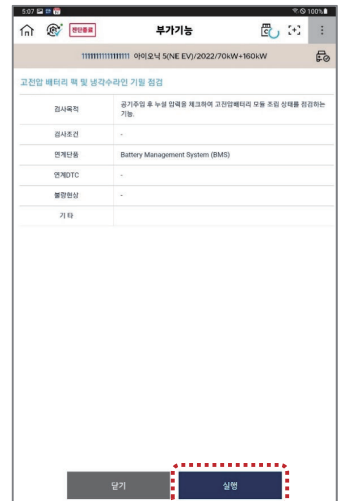 5:07 100%
판단종료 부가기능
11111111111111111 아이오닉 5(NE EV)/2022/70kW+160kW
고전압 배터리 팩 및 냉각수라인 기밀 점검
검사목적 공기주입 후 누설 압력을 체크하여 고전압배터리 모듈 조립 상태를 점검하는
기능.
검사조건 -
연계단품 Battery Management System (BMS)
연계DTC -
불량현상 -
기 타
닫기 실행